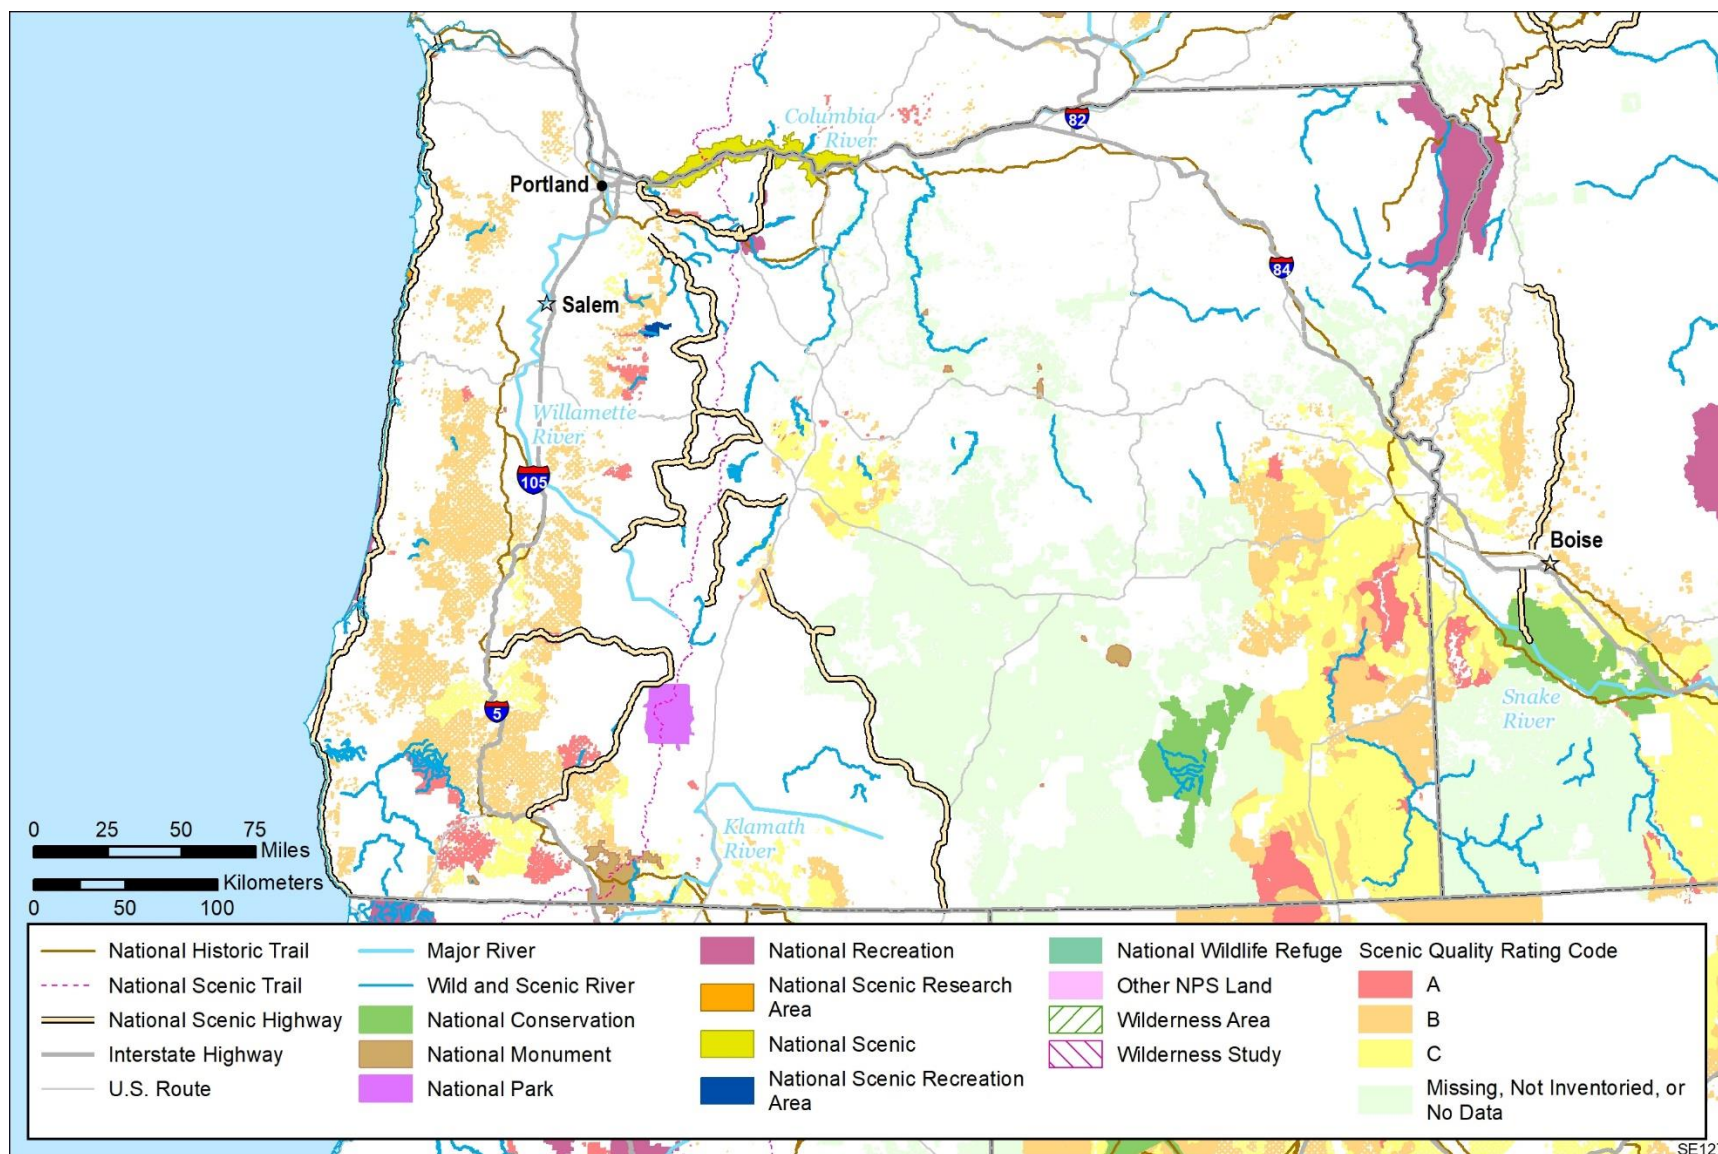 Columbia
River
82
Portland
84
Salem
Willamette
River
105
Boise
5
Snake
River
Klamath
River
0 25 50 75
Miles
Kilometers
0 50 100
National Historic Trail
National Scenic Trail
National Scenic Highway
Interstate Highway
U.S. Route
Major River
Wild and Scenic River
National Conservation
National Monument
National Park
National Recreation
National Scenic Research
Area
National Scenic
National Scenic Recreation
Area
National Wildlife Refuge
Other NPS Land
Wilderness Area
Wilderness Study
Scenic Quality Rating Code
A
B
C
Missing, Not Inventoried, or
No Data